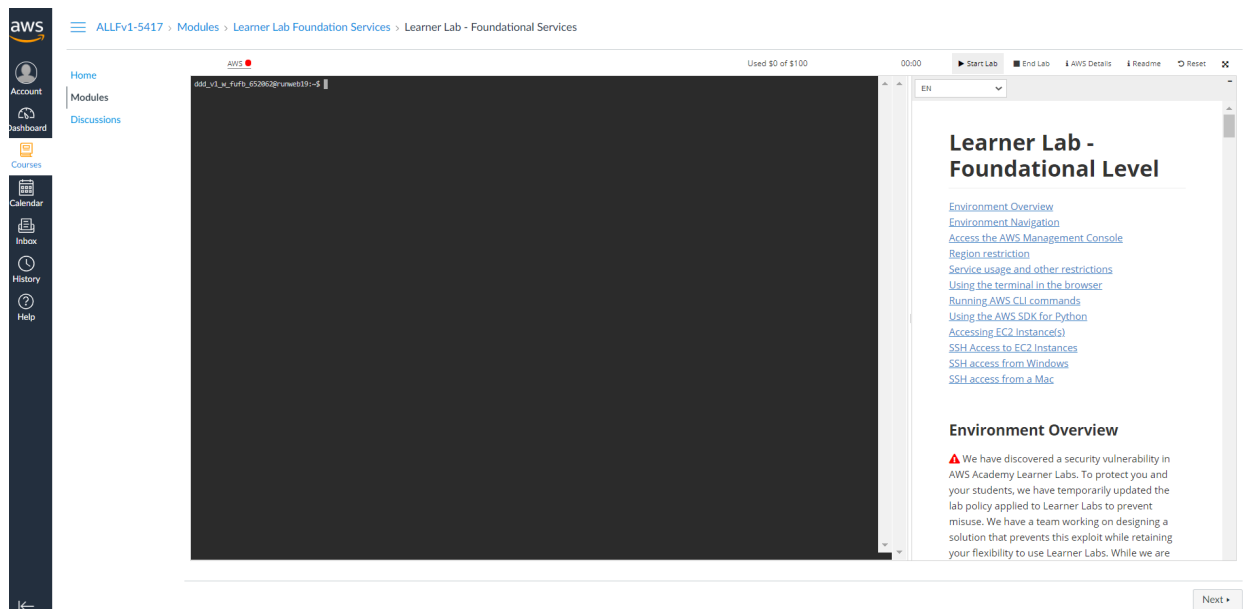 aws
ALLFv1-5417 › Modules › Learner Lab Foundation Services › Learner Lab - Foundational Services
Account
Dashboard
Courses
Calendar
Inbox
History
Help
Home
Modules
Discussions
AWS
Used $0 of $100
00:00
Start Lab
End Lab
AWS Details
Readme
Reset
ddd_v1_w_fufb_652062@runweb19:~$
EN
Learner Lab -
Foundational Level
Environment Overview
Environment Navigation
Access the AWS Management Console
Region restriction
Service usage and other restrictions
Using the terminal in the browser
Running AWS CLI commands
Using the AWS SDK for Python
Accessing EC2 Instance(s)
SSH Access to EC2 Instances
SSH access from Windows
SSH access from a Mac
Environment Overview
We have discovered a security vulnerability in
AWS Academy Learner Labs. To protect you and
your students, we have temporarily updated the
lab policy applied to Learner Labs to prevent
misuse. We have a team working on designing a
solution that prevents this exploit while retaining
your flexibility to use Learner Labs. While we are
Next